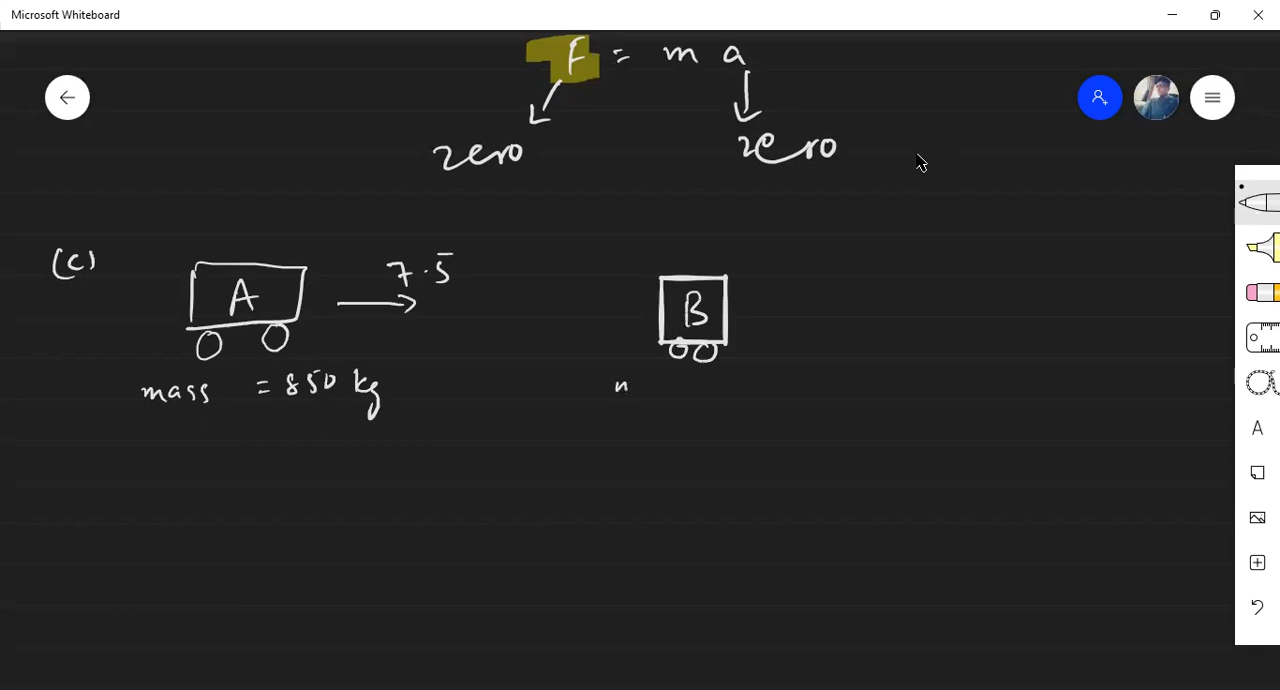 Microsoft Whiteboard
F = m a
zero zero
(c) A 7.5 B
mass = 850 kg
A